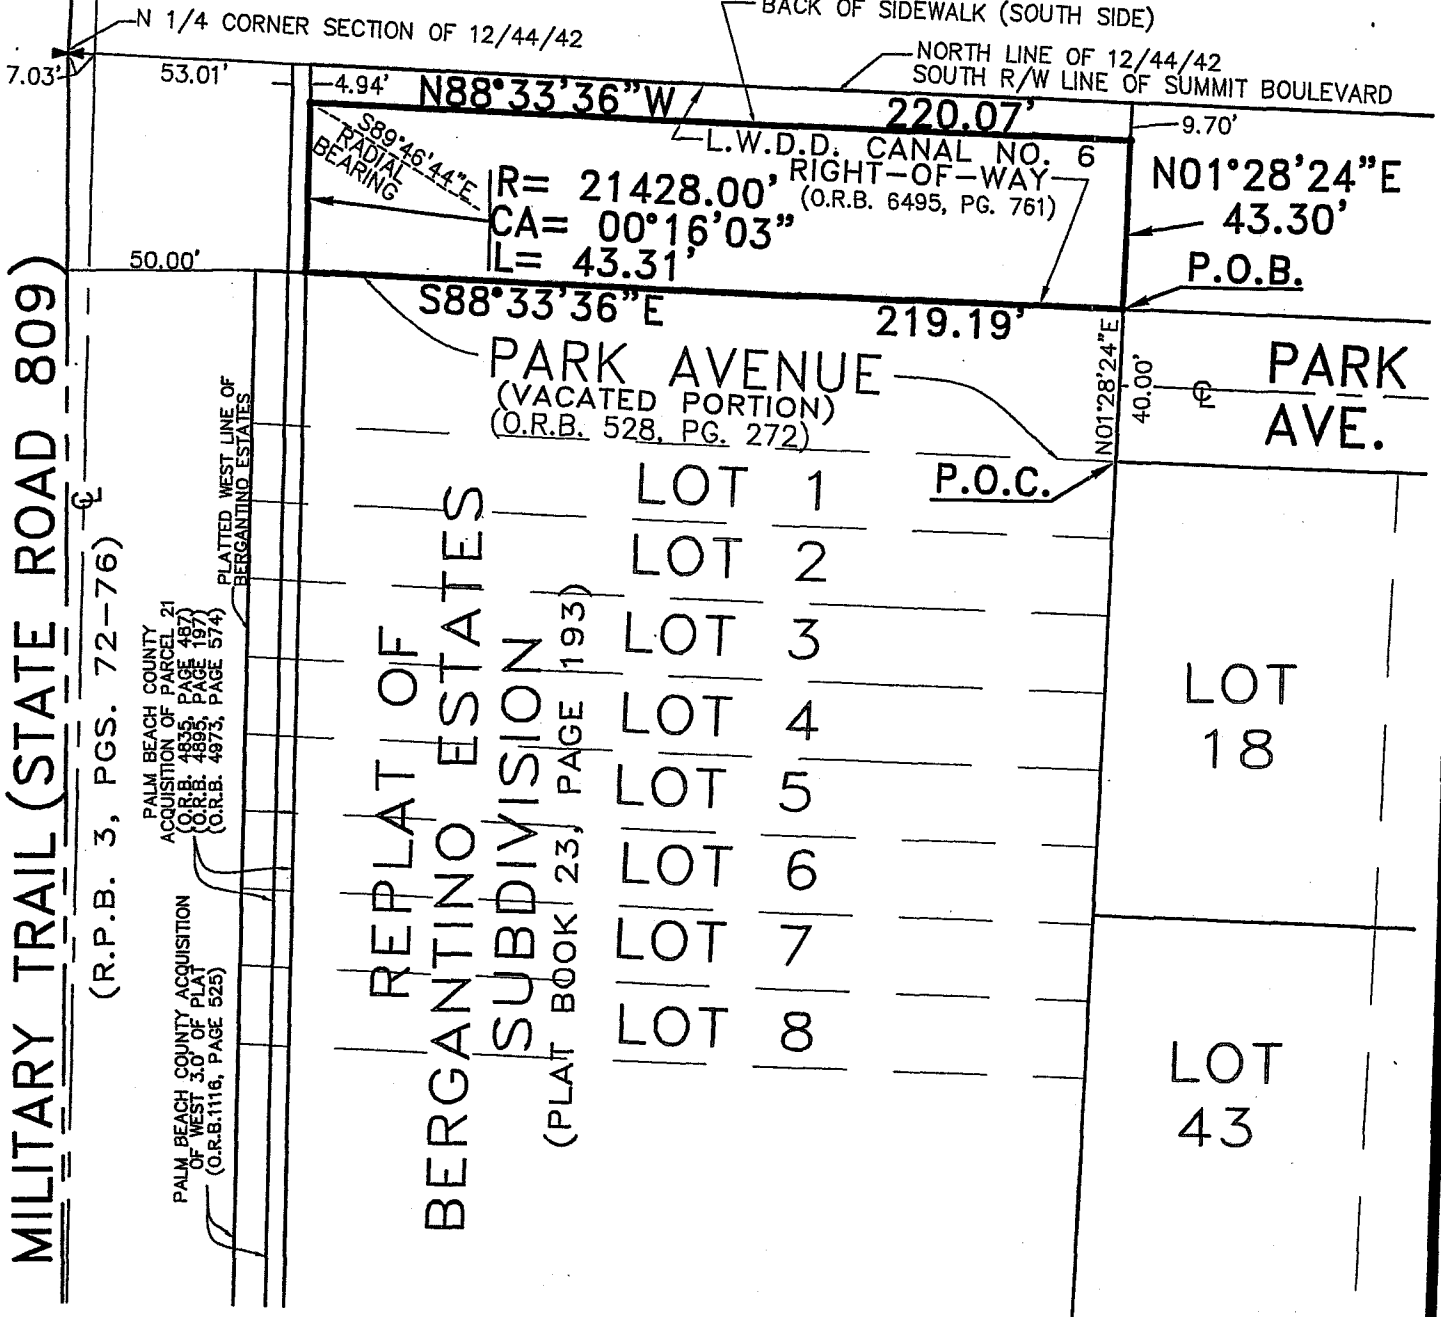 BACK OF SIDEWALK (SOUTH SIDE)
N 1/4 CORNER SECTION OF 12/44/42
NORTH LINE OF 12/44/42
SOUTH R/W LINE OF SUMMIT BOULEVARD
7.03'
53.01'
4.94'
N88°33'36"W
220.07'
9.70'
S89°46'44"E
RADIAL
BEARING
L.W.D.D. CANAL NO. 6
RIGHT-OF-WAY
(O.R.B. 6495, PG. 761)
R= 21428.00'
CA= 00°16'03"
L= 43.31'
N01°28'24"E
43.30'
P.O.B.
50.00'
S88°33'36"E
219.19'
PARK AVENUE
(VACATED PORTION)
(O.R.B. 528, PG. 272)
N01°28'24"E
40.00'
℄
PARK
AVE.
P.O.C.
MILITARY TRAIL (STATE ROAD 809)
℄
(R.P.B. 3, PGS. 72-76)
PLATTED WEST LINE OF
BERGANTINO ESTATES
PALM BEACH COUNTY
ACQUISITION OF PARCEL 21
(O.R.B. 4835, PAGE 487)
(O.R.B. 4895, PAGE 197)
(O.R.B. 4973, PAGE 574)
PALM BEACH COUNTY ACQUISITION
OF WEST 3.0' OF PLAT
(O.R.B.1116, PAGE 525)
REPLAT OF
BERGANTINO ESTATES
SUBDIVISION
(PLAT BOOK 23, PAGE 193)
LOT 1
LOT 2
LOT 3
LOT 4
LOT 5
LOT 6
LOT 7
LOT 8
LOT
18
LOT
43